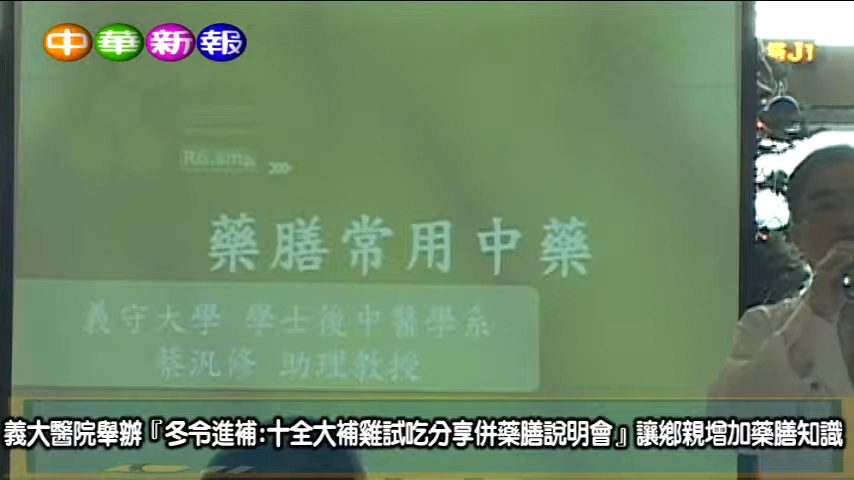 中華新報
藥膳常用中藥
義守大學 學士後中醫學系
蔡汎修 助理教授
義大醫院舉辦『冬令進補:十全大補雞試吃分享併藥膳說明會』讓鄉親增加藥膳知識